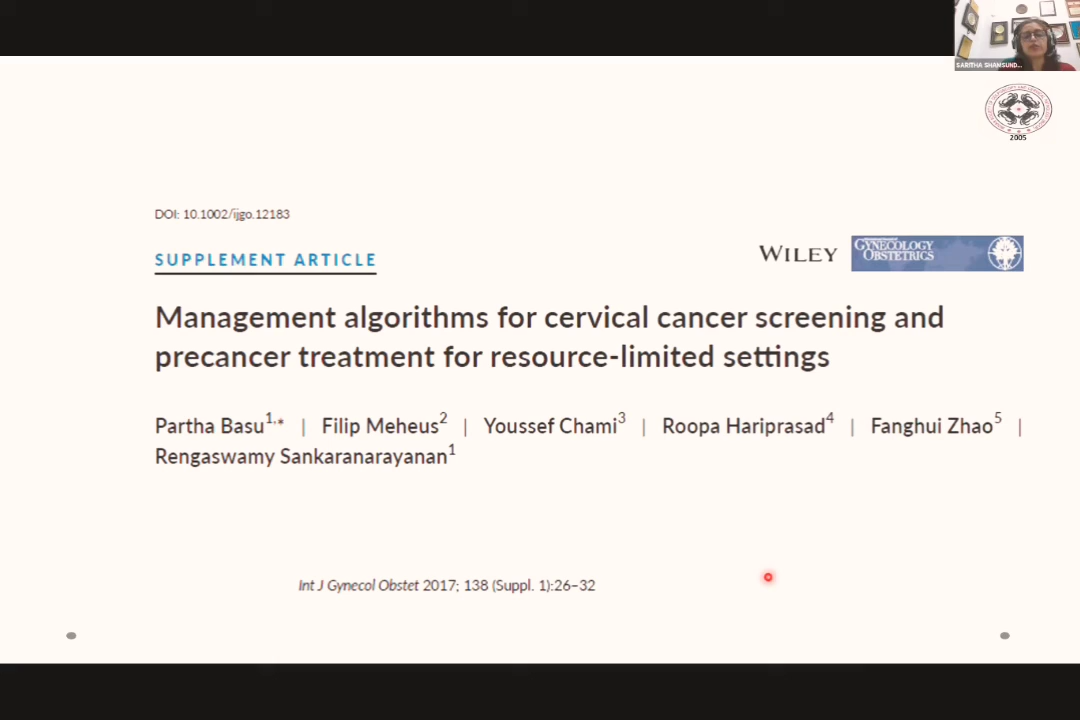 SARITHA SHAMSUND...
2005
DOI: 10.1002/ijgo.12183
SUPPLEMENT ARTICLE
WILEY
GYNECOLOGY
OBSTETRICS
Management algorithms for cervical cancer screening and
precancer treatment for resource-limited settings
Partha Basu1,* | Filip Meheus2 | Youssef Chami3 | Roopa Hariprasad4 | Fanghui Zhao5 |
Rengaswamy Sankaranarayanan1
Int J Gynecol Obstet 2017; 138 (Suppl. 1):26–32